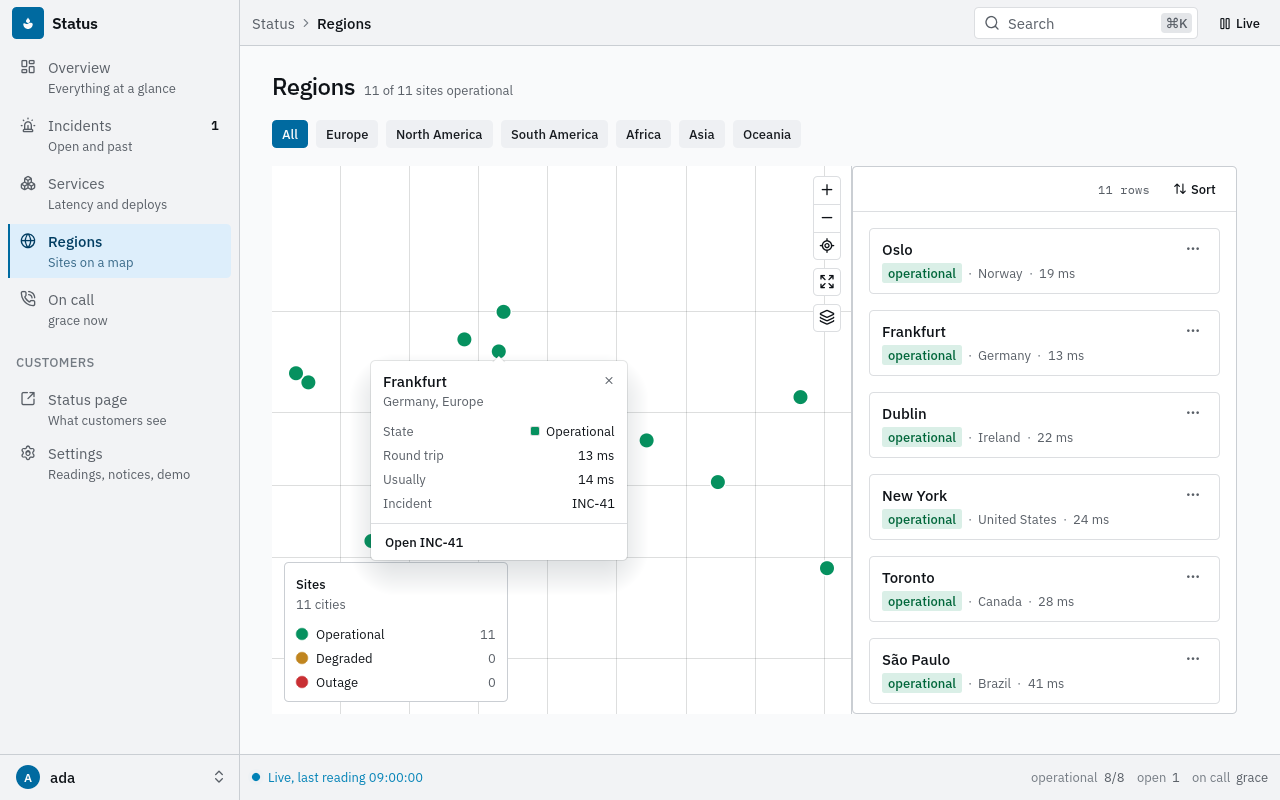 Status
Overview
Everything at a glance
Incidents 1
Open and past
Services
Latency and deploys
Regions
Sites on a map
On call
grace now
CUSTOMERS
Status page
What customers see
Settings
Readings, notices, demo
A ada
Status > Regions
Search ⌘K
Live
Regions 11 of 11 sites operational
All Europe North America South America Africa Asia Oceania
Frankfurt ×
Germany, Europe
State Operational
Round trip 13 ms
Usually 14 ms
Incident INC-41
Open INC-41
Sites
11 cities
Operational 11
Degraded 0
Outage 0
11 rows Sort
Oslo
operational · Norway · 19 ms
Frankfurt
operational · Germany · 13 ms
Dublin
operational · Ireland · 22 ms
New York
operational · United States · 24 ms
Toronto
operational · Canada · 28 ms
São Paulo
operational · Brazil · 41 ms
Live, last reading 09:00:00
operational 8/8 open 1 on call grace